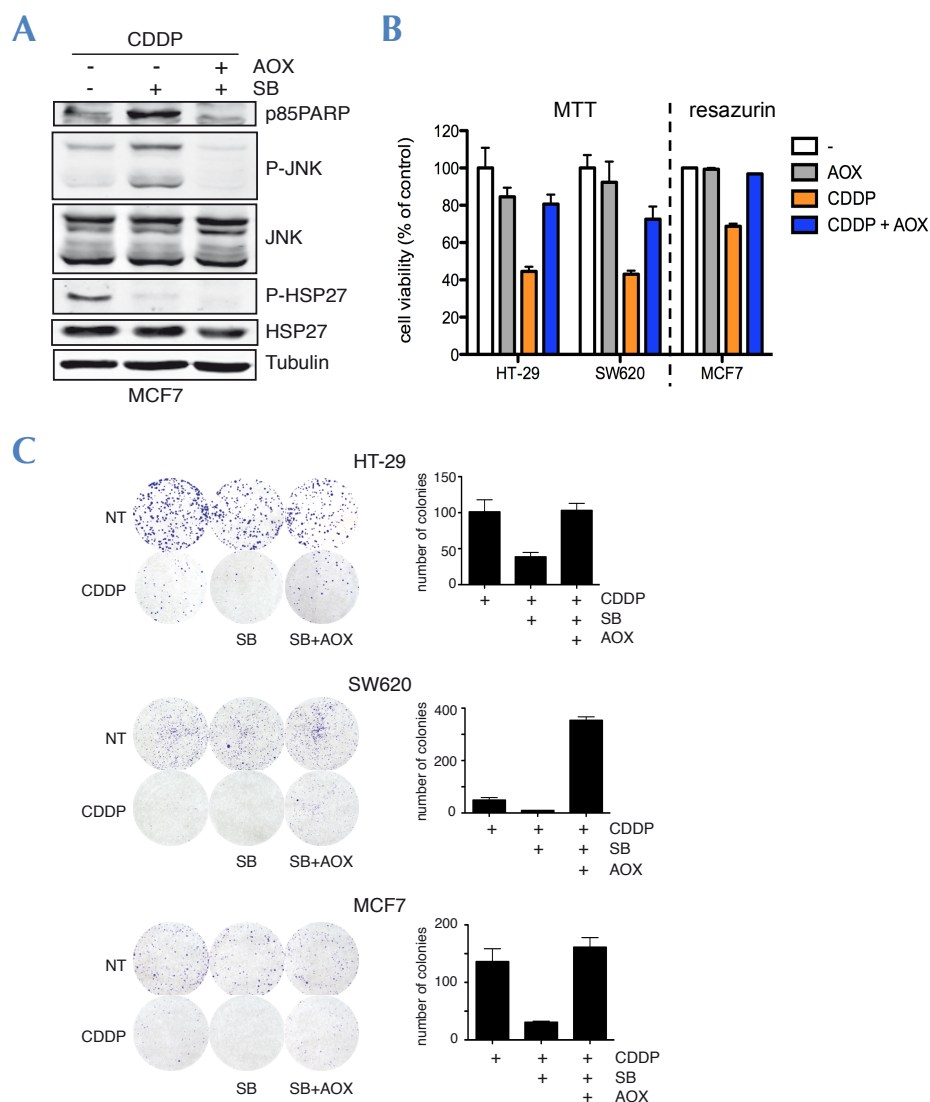 A
CDDP
- - + AOX
- + + SB
p85PARP
P-JNK
JNK
P-HSP27
HSP27
Tubulin
MCF7
B
MTT resazurin
cell viability (% of control)
120
100
80
60
40
20
0
HT-29 SW620 MCF7
-
AOX
CDDP
CDDP + AOX
C
HT-29
NT
CDDP
SB SB+AOX
number of colonies
150
100
50
0
+ + + CDDP
+ + SB
+ AOX
SW620
NT
CDDP
SB SB+AOX
number of colonies
400
200
0
+ + + CDDP
+ + SB
+ AOX
MCF7
NT
CDDP
SB SB+AOX
number of colonies
200
100
0
+ + + CDDP
+ + SB
+ AOX